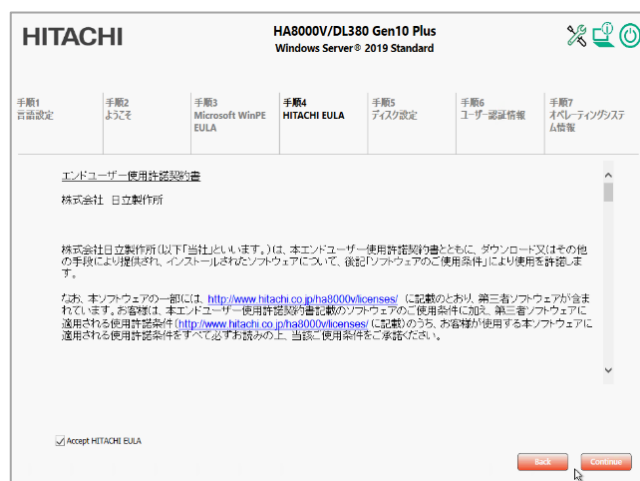 HITACHI
HA8000V/DL380 Gen10 Plus
Windows Server® 2019 Standard
手順1
言語設定
手順2
ようこそ
手順3
Microsoft WinPE
EULA
手順4
HITACHI EULA
手順5
ディスク設定
手順6
ユーザー認証情報
手順7
オペレーティングシステ
ム情報
エンドユーザー使用許諾契約書
株式会社 日立製作所
株式会社日立製作所(以下「当社」といいます。)は、本エンドユーザー使用許諾契約書とともに、ダウンロード又はその他
の手段により提供され、インストールされたソフトウェアについて、後記「ソフトウェアのご使用条件」により使用を許諾しま
す。
なお、本ソフトウェアの一部には、http://www.hitachi.co.jp/ha8000v/licenses/ に記載のとおり、第三者ソフトウェアが含ま
れています。お客様は、本エンドユーザー使用許諾契約書記載のソフトウェアのご使用条件に加え、第三者ソフトウェアに
適用される使用許諾条件(http://www.hitachi.co.jp/ha8000v/licenses/ に記載)のうち、お客様が使用する本ソフトウェアに
適用される使用許諾条件をすべて必ずお読みの上、当該ご使用条件をご承諾ください。
Accept HITACHI EULA
Back
Continue